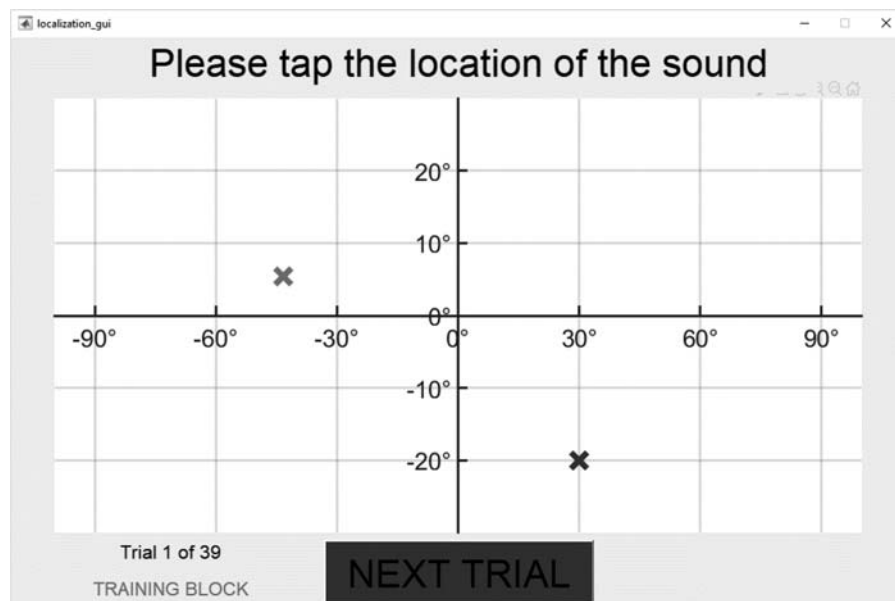 localization_gui
Please tap the location of the sound
20°
10°
0°
-90° -60° -30° 0° 30° 60° 90°
-10°
-20°
Trial 1 of 39
NEXT TRIAL
TRAINING BLOCK